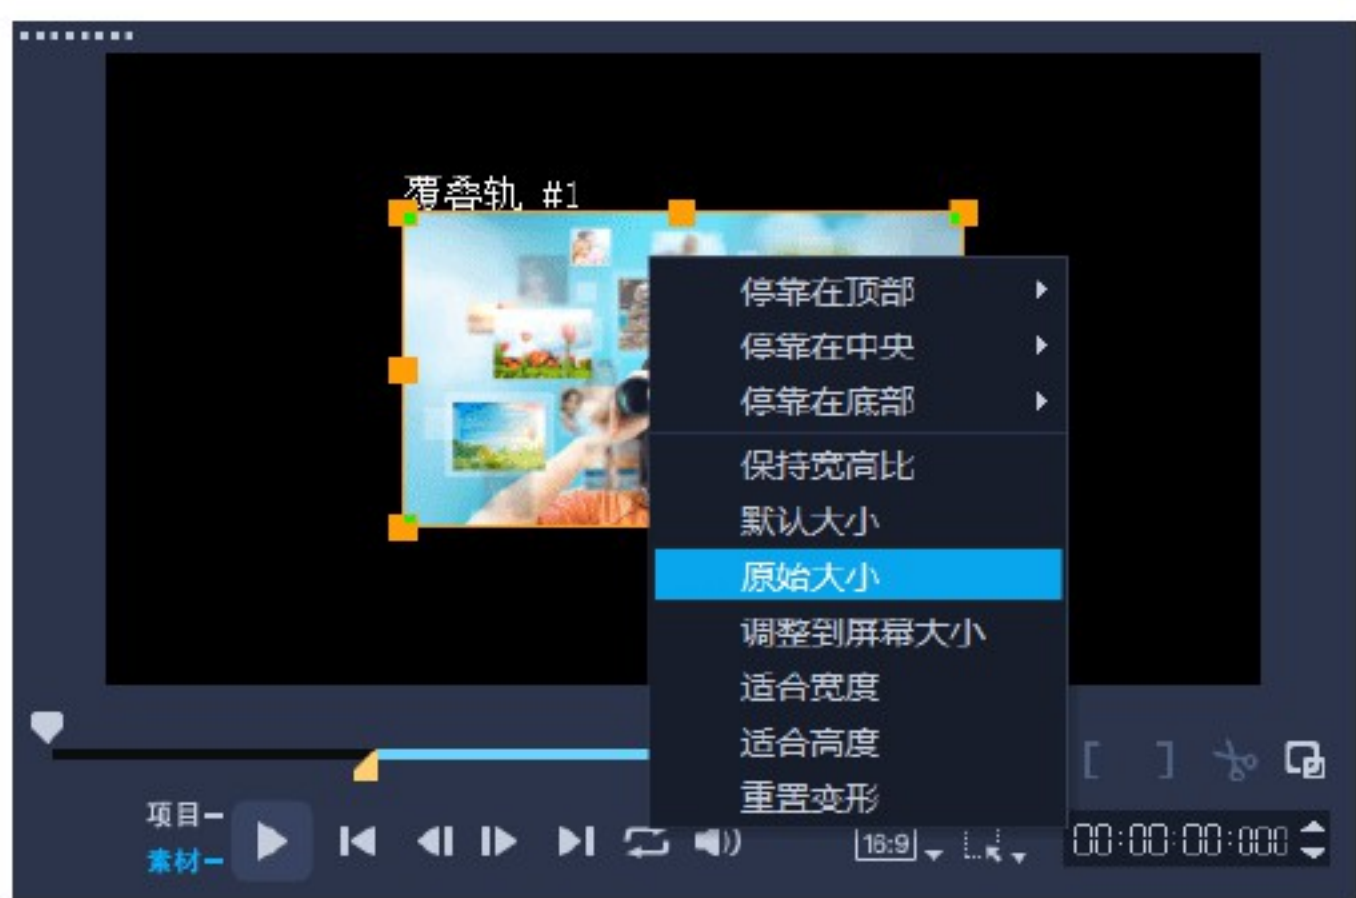 覆叠轨 #1
停靠在顶部
停靠在中央
停靠在底部
保持宽高比
默认大小
原始大小
调整到屏幕大小
适合宽度
适合高度
重置变形
项目
素材
16:9
00:00:00:000